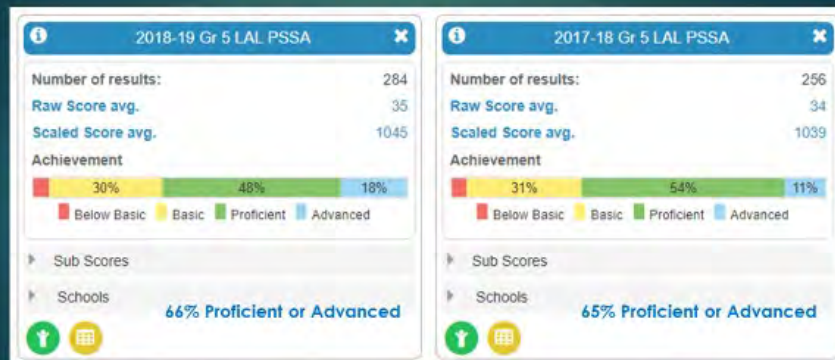 2018-19 Gr 5 LAL PSSA
Number of results: 284
Raw Score avg. 35
Scaled Score avg. 1045
Achievement
30% 48% 18%
Below Basic Basic Proficient Advanced
Sub Scores
Schools
66% Proficient or Advanced
2017-18 Gr 5 LAL PSSA
Number of results: 256
Raw Score avg. 34
Scaled Score avg. 1039
Achievement
31% 54% 11%
Below Basic Basic Proficient Advanced
Sub Scores
Schools
65% Proficient or Advanced